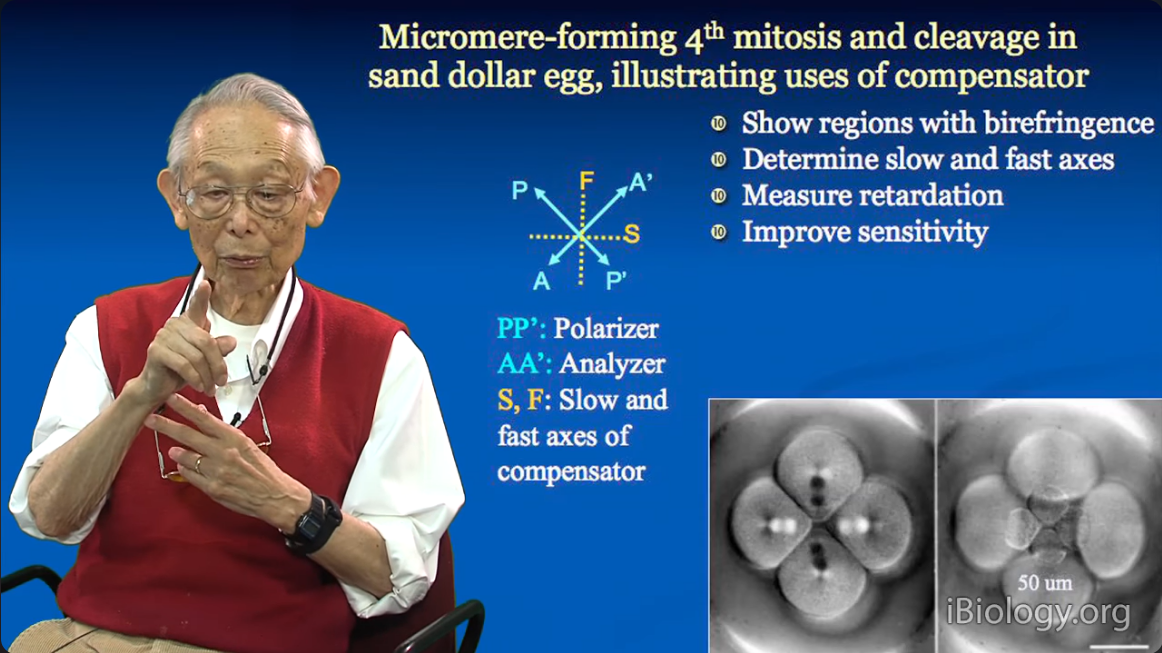 Micromere-forming 4th mitosis and cleavage in
sand dollar egg, illustrating uses of compensator
Show regions with birefringence
Determine slow and fast axes
Measure retardation
Improve sensitivity
P F A'
S
A P'
PP': Polarizer
AA': Analyzer
S, F: Slow and
fast axes of
compensator
50 um
iBiology.org